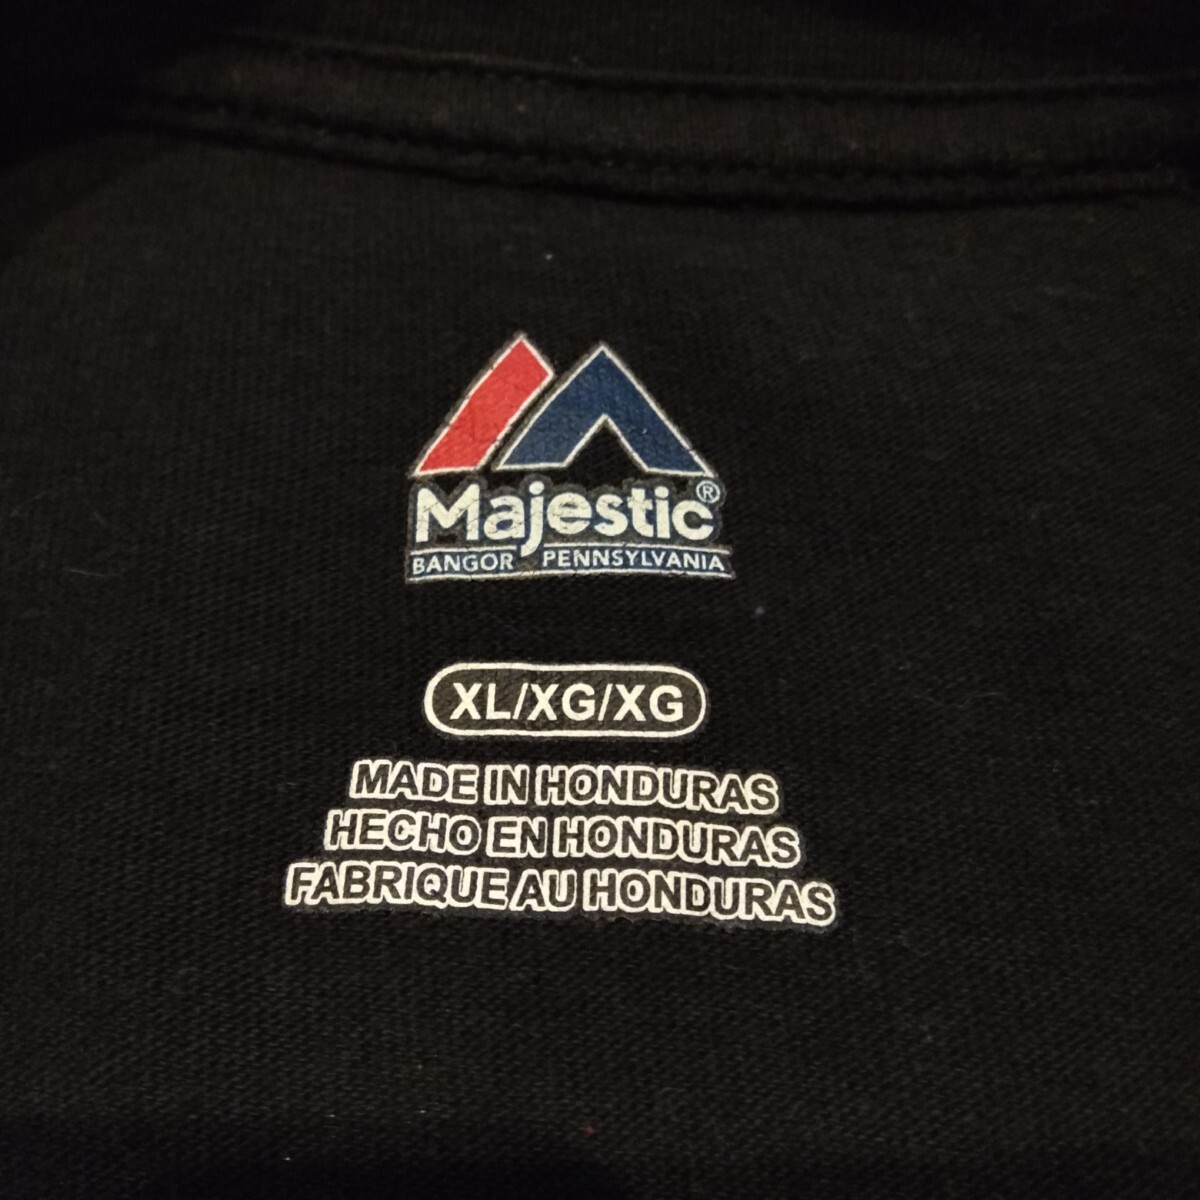 Majestic®
BANGOR PENNSYLVANIA
XL/XG/XG
MADE IN HONDURAS
HECHO EN HONDURAS
FABRIQUE AU HONDURAS